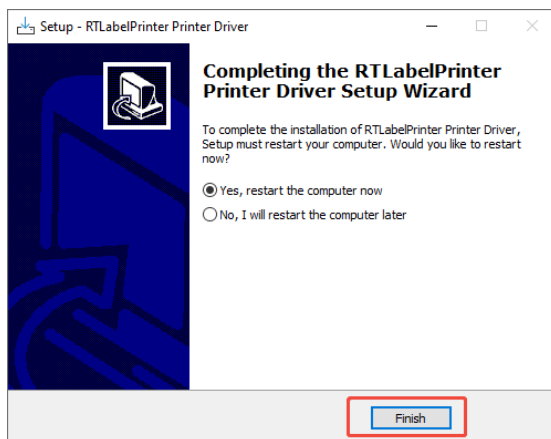 Setup - RTLabelPrinter Printer Driver
Completing the RTLabelPrinter
Printer Driver Setup Wizard
To complete the installation of RTLabelPrinter Printer Driver,
Setup must restart your computer. Would you like to restart
now?
Yes, restart the computer now
No, I will restart the computer later
Finish